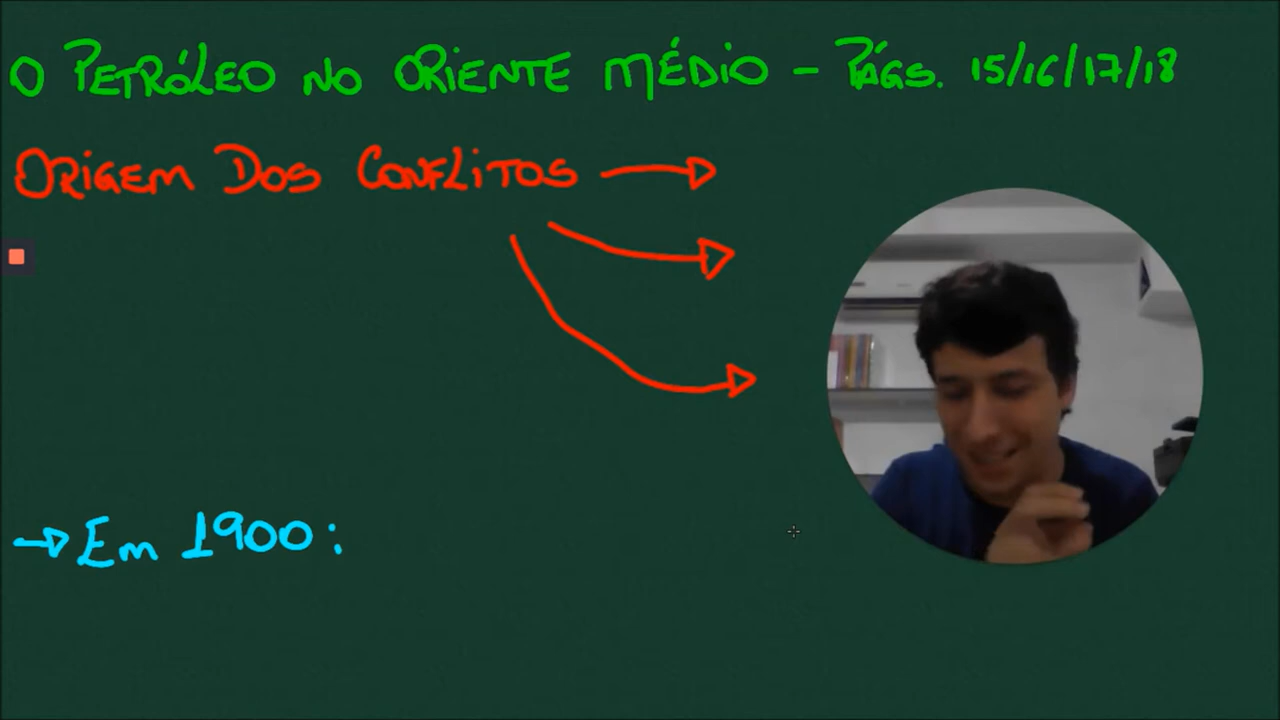 O PETRÓLEO NO ORIENTE MÉDIO - PÁGS. 15/16/17/18
ORIGEM DOS CONFLITOS
Em 1900: